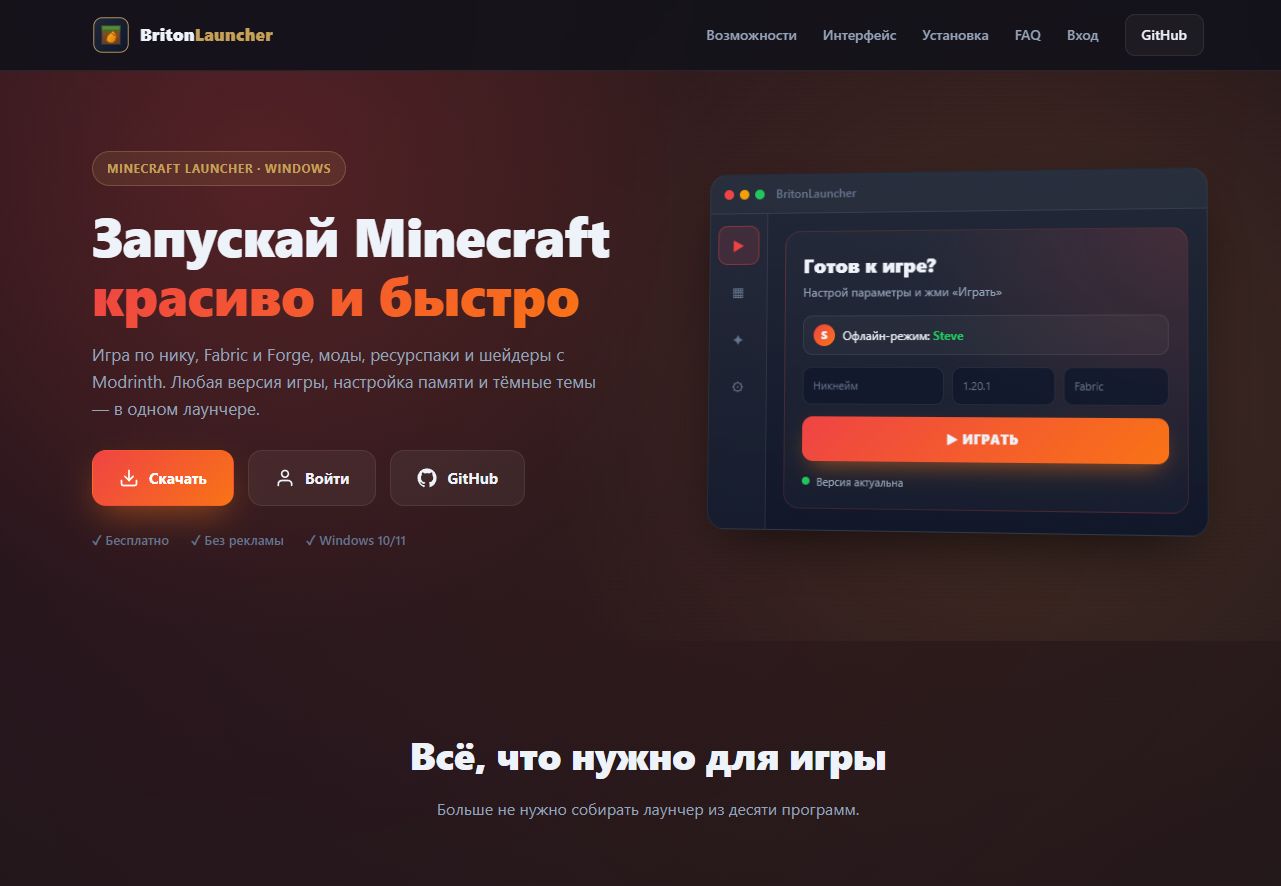 BritonLauncher
Возможности Интерфейс Установка FAQ Вход GitHub
MINECRAFT LAUNCHER · WINDOWS
Запускай Minecraft
красиво и быстро
Игра по нику, Fabric и Forge, моды, ресурспаки и шейдеры с
Modrinth. Любая версия игры, настройка памяти и тёмные темы
— в одном лаунчере.
Скачать Войти GitHub
✓ Бесплатно ✓ Без рекламы ✓ Windows 10/11
BritonLauncher
Готов к игре?
Настрой параметры и жми «Играть»
S Офлайн-режим: Steve
Никнейм 1.20.1 Fabric
▶ ИГРАТЬ
Версия актуальна
Всё, что нужно для игры
Больше не нужно собирать лаунчер из десяти программ.